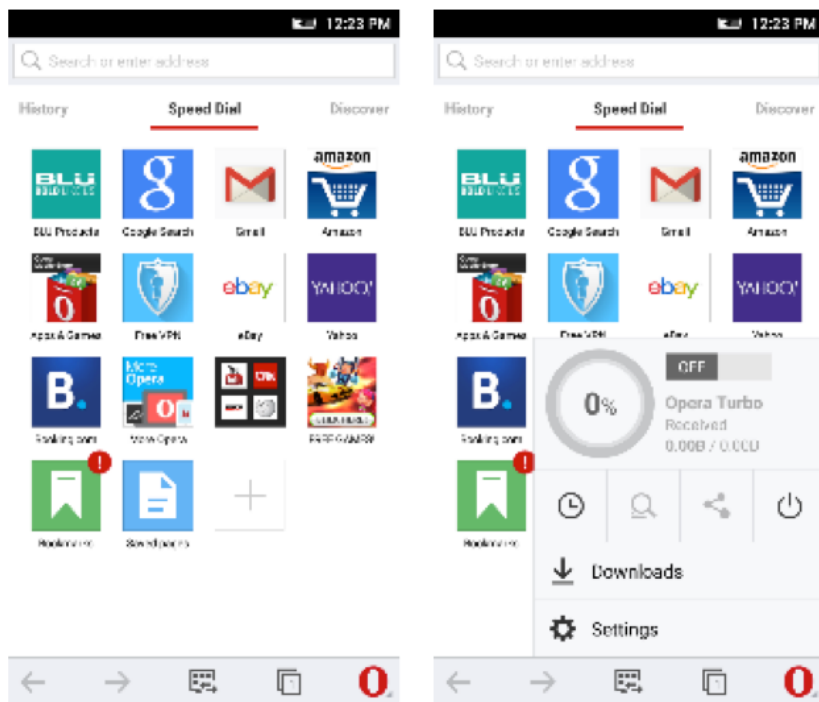 12:23 PM
Search or enter address
History Speed Dial Discover
BLU
amazon
BLU Products Google Search Gmail Amazon
ebay YAHOO!
Apps & Games Free VPN eBay Yahoo
B. More Opera
Booking.com More Opera FREE GAMES!
Bookmarks Saved pages
12:23 PM
Search or enter address
History Speed Dial Discover
BLU
amazon
BLU Products Google Search Gmail Amazon
ebay YAHOO!
Apps & Games Free VPN eBay Yahoo
OFF
B. 0% Opera Turbo
Received
Booking.com 0.00B / 0.00B
Bookmarks
Downloads
Settings